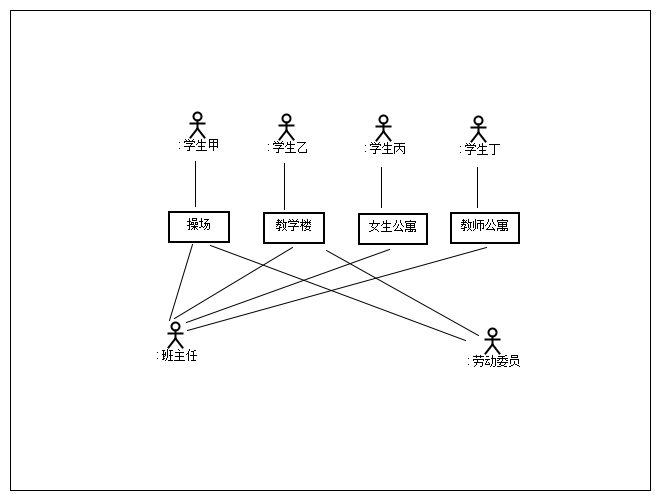 : 学生甲
: 学生乙
: 学生丙
: 学生丁
操场
教学楼
女生公寓
教师公寓
: 班主任
: 劳动委员